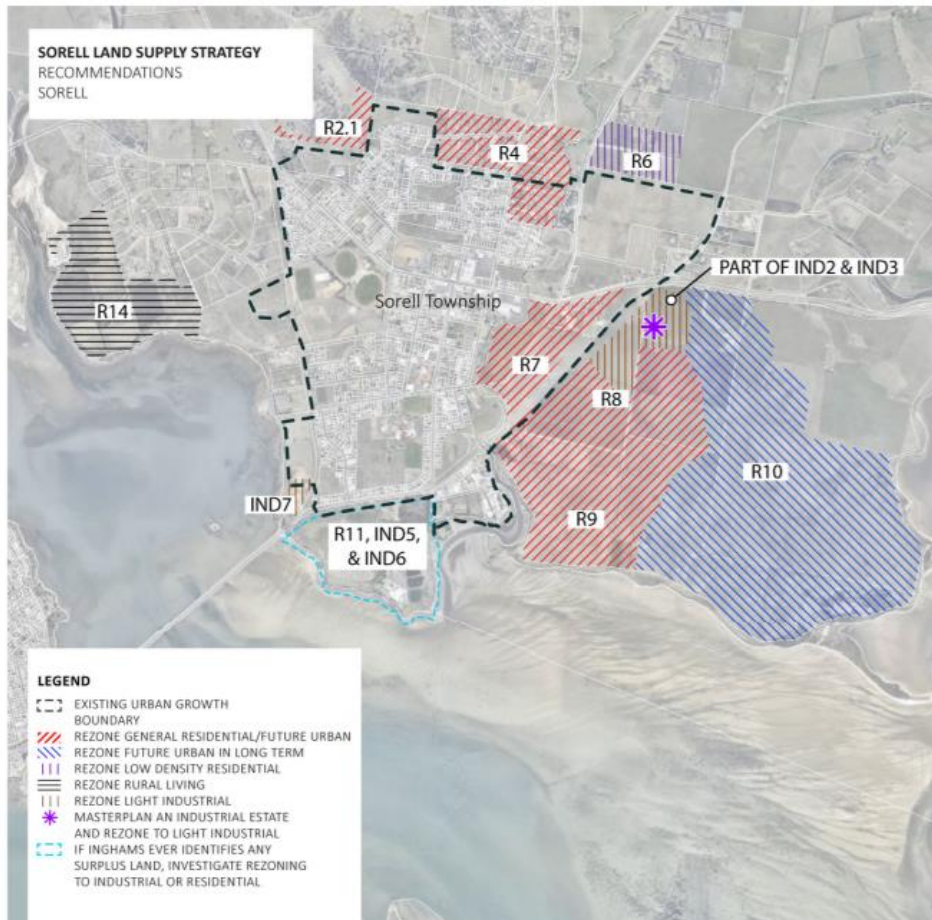 SORELL LAND SUPPLY STRATEGY
RECOMMENDATIONS
SORELL
R2.1
R4
R6
PART OF IND2 & IND3
R14
Sorell Township
R7
R8
R10
IND7
R9
R11, IND5,
& IND6
LEGEND
EXISTING URBAN GROWTH
BOUNDARY
REZONE GENERAL RESIDENTIAL/FUTURE URBAN
REZONE FUTURE URBAN IN LONG TERM
REZONE LOW DENSITY RESIDENTIAL
REZONE RURAL LIVING
REZONE LIGHT INDUSTRIAL
MASTERPLAN AN INDUSTRIAL ESTATE
AND REZONE TO LIGHT INDUSTRIAL
IF INGHAMS EVER IDENTIFIES ANY
SURPLUS LAND, INVESTIGATE REZONING
TO INDUSTRIAL OR RESIDENTIAL